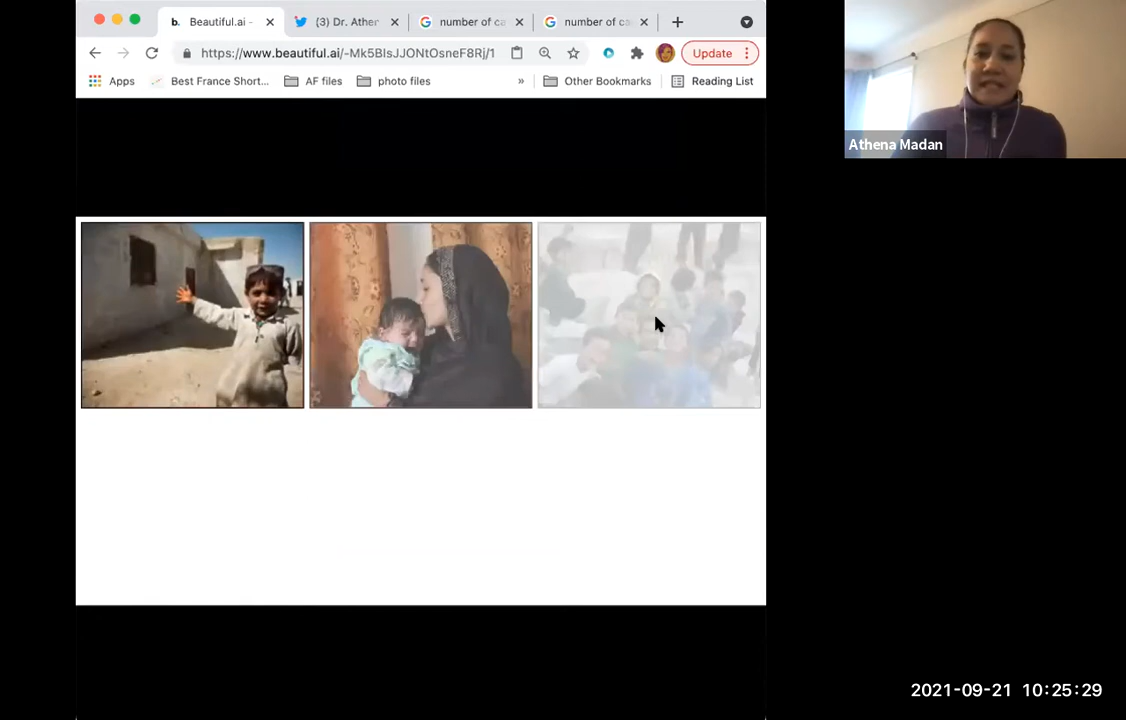 b. Beautiful.ai -
(3) Dr. Ather
number of ca
number of ca
https://www.beautiful.ai/-Mk5BIsJJONtOsneF8Rj/1
Update
Apps
Best France Short...
AF files
photo files
»
Other Bookmarks
Reading List
Athena Madan
2021-09-21 10:25:29